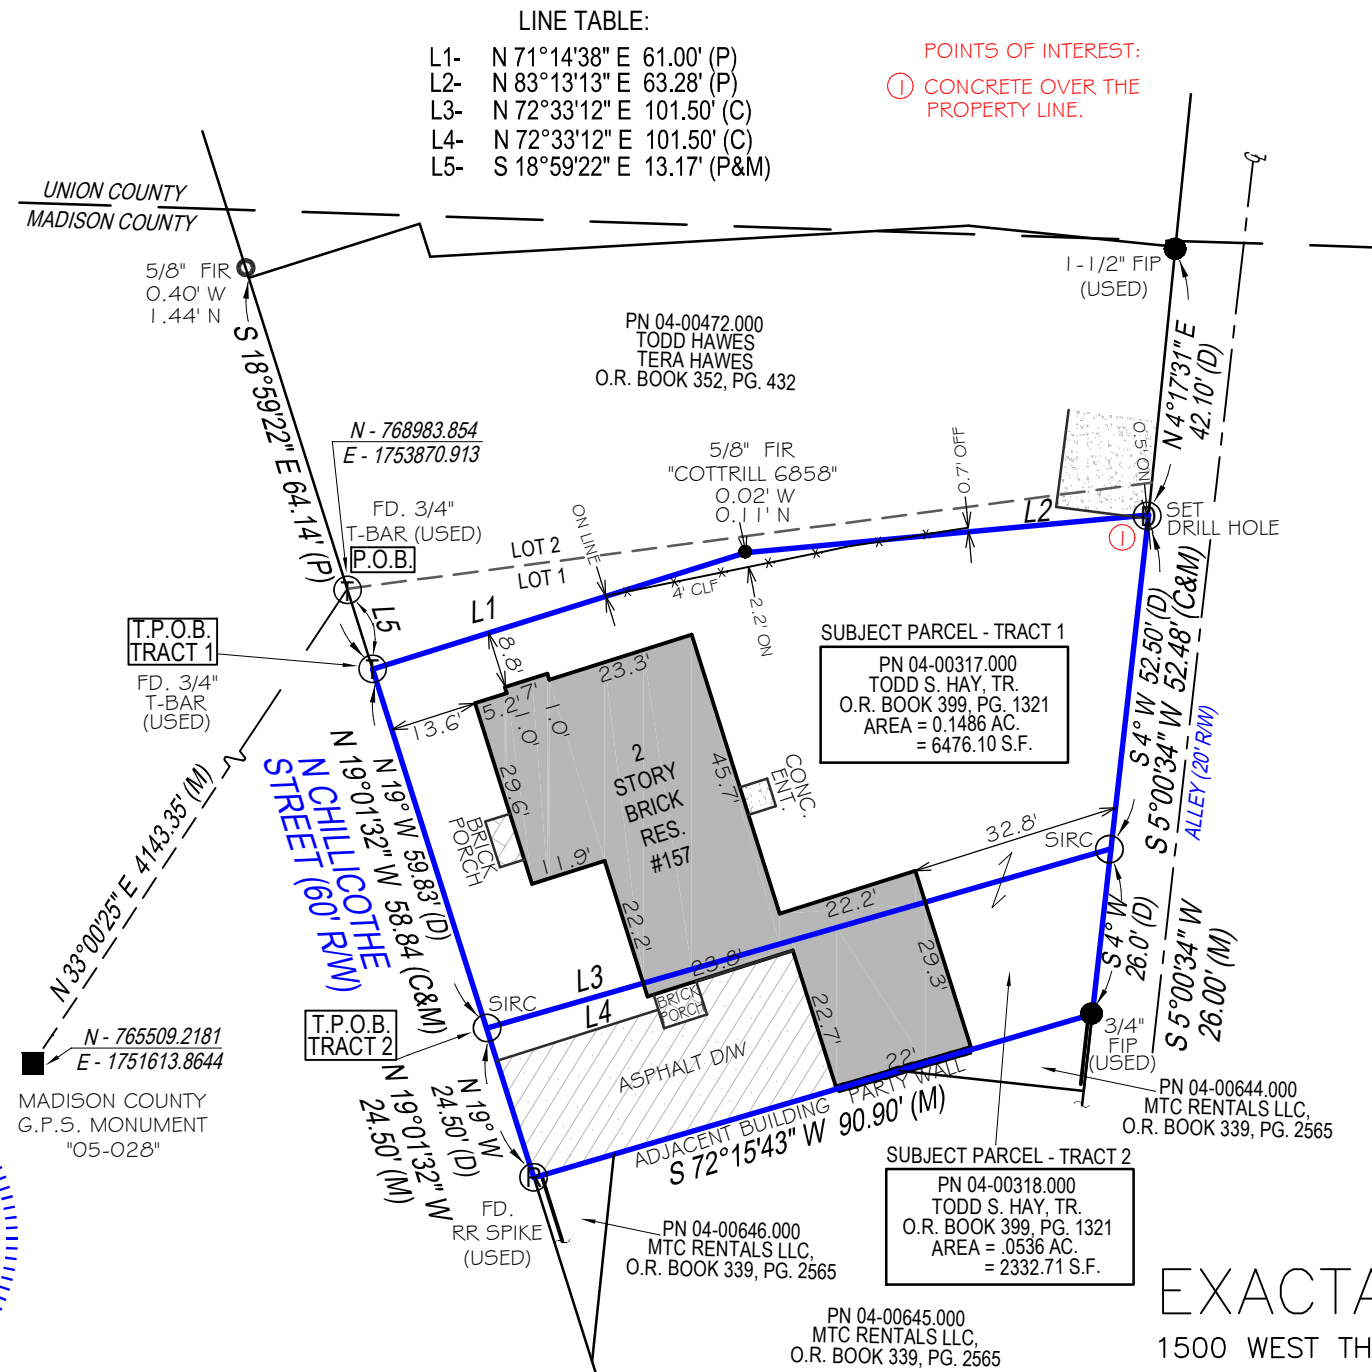 LINE TABLE:
L1- N 71°14'38" E 61.00' (P)
L2- N 83°13'13" E 63.28' (P)
L3- N 72°33'12" E 101.50' (C)
L4- N 72°33'12" E 101.50' (C)
L5- S 18°59'22" E 13.17' (P&M)
POINTS OF INTEREST:
1 CONCRETE OVER THE
PROPERTY LINE.
UNION COUNTY
MADISON COUNTY
5/8" FIR
0.40' W
1.44' N
S 18°59'22" E 64.14' (P)
1-1/2" FIP
(USED)
PN 04-00472.000
TODD HAWES
TERA HAWES
O.R. BOOK 352, PG. 432
N 4°17'31" E
42.10' (D)
N - 768983.854
E - 1753870.913
FD. 3/4"
T-BAR (USED)
P.O.B.
5/8" FIR
"COTTRILL 6858"
0.02' W
0.11' N
0.7' OFF
0.5' ON
L2
SET
DRILL HOLE
1
LOT 2
LOT 1
ON LINE
4' CLF
2.2' ON
T
L5
L1
T.P.O.B.
TRACT 1
T
FD. 3/4"
T-BAR
(USED)
8.8'
13.6'
5.2'
7'
1.0'
1.0'
23.3'
SUBJECT PARCEL - TRACT 1
PN 04-00317.000
TODD S. HAY, TR.
O.R. BOOK 399, PG. 1321
AREA = 0.1486 AC.
= 6476.10 S.F.
S 4° W 52.50' (D)
S 5°00'34" W 52.48' (C&M)
ALLEY (20' R/W)
2
STORY
BRICK
RES.
#157
45.7'
CONC.
ENT.
29.6'
BRICK
PORCH
11.9'
22.2'
N 19° W 59.83' (D)
N 19°01'32" W 58.84 (C&M)
N CHILLICOTHE
STREET (60' R/W)
N 33°00'25" E 4143.35' (M)
32.8'
SIRC
Z
22.2'
23.8'
29.3'
S 4° W
26.0' (D)
S 5°00'34" W
26.00' (M)
L3
L4
SIRC
BRICK
PORCH
T.P.O.B.
TRACT 2
N - 765509.2181
E - 1751613.8644
MADISON COUNTY
G.P.S. MONUMENT
"05-028"
ASPHALT D/W
22.7'
22'
3/4"
FIP
(USED)
N 19° W
24.50' (D)
N 19°01'32" W
24.50' (M)
ADJACENT BUILDING PARTY WALL
S 72°15'43" W 90.90' (M)
PN 04-00644.000
MTC RENTALS LLC,
O.R. BOOK 339, PG. 2565
R
FD.
RR SPIKE
(USED)
SUBJECT PARCEL - TRACT 2
PN 04-00318.000
TODD S. HAY, TR.
O.R. BOOK 399, PG. 1321
AREA = .0536 AC.
= 2332.71 S.F.
PN 04-00646.000
MTC RENTALS LLC,
O.R. BOOK 339, PG. 2565
PN 04-00645.000
MTC RENTALS LLC,
O.R. BOOK 339, PG. 2565
EXACTA
1500 WEST TH